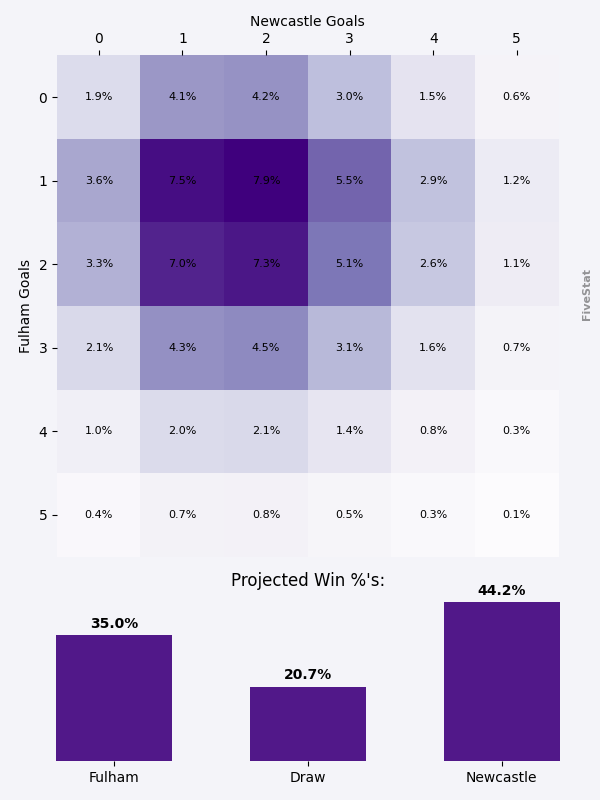 Newcastle Goals
0 1 2 3 4 5
0 1.9% 4.1% 4.2% 3.0% 1.5% 0.6%
1 3.6% 7.5% 7.9% 5.5% 2.9% 1.2%
2 3.3% 7.0% 7.3% 5.1% 2.6% 1.1%
3 2.1% 4.3% 4.5% 3.1% 1.6% 0.7%
4 1.0% 2.0% 2.1% 1.4% 0.8% 0.3%
5 0.4% 0.7% 0.8% 0.5% 0.3% 0.1%
Fulham Goals
FiveStat
Projected Win %'s:
35.0% 20.7% 44.2%
Fulham Draw Newcastle